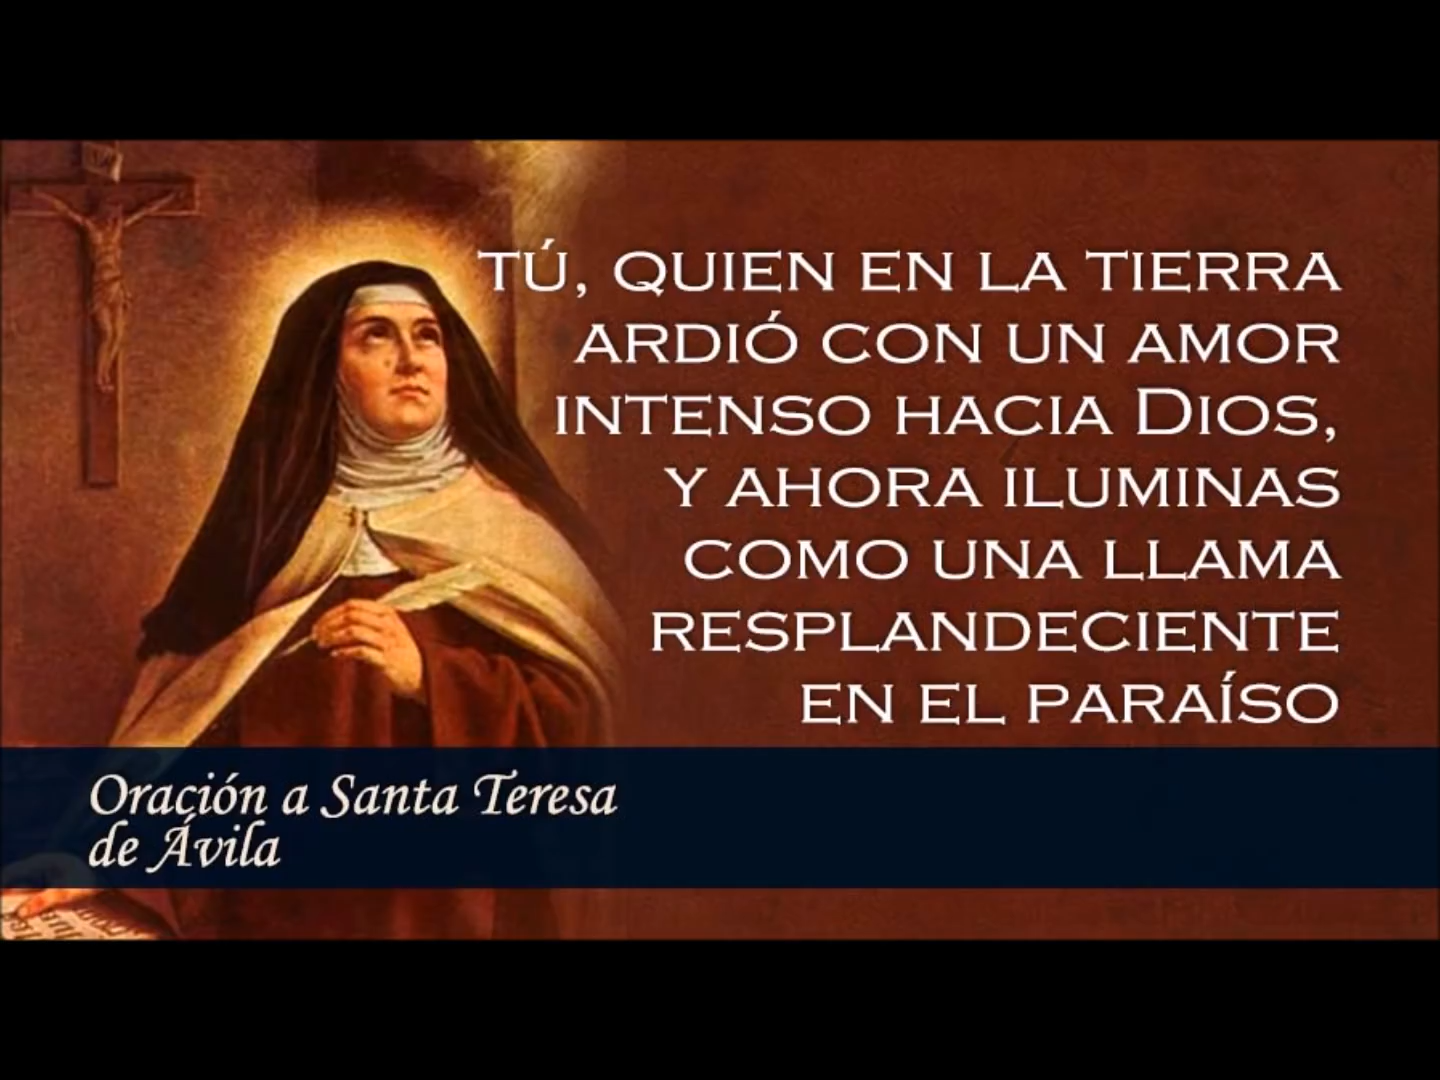 TÚ, QUIEN EN LA TIERRA
ARDIÓ CON UN AMOR
INTENSO HACIA DIOS,
Y AHORA ILUMINAS
COMO UNA LLAMA
RESPLANDECIENTE
EN EL PARAÍSO
Oración a Santa Teresa
de Ávila